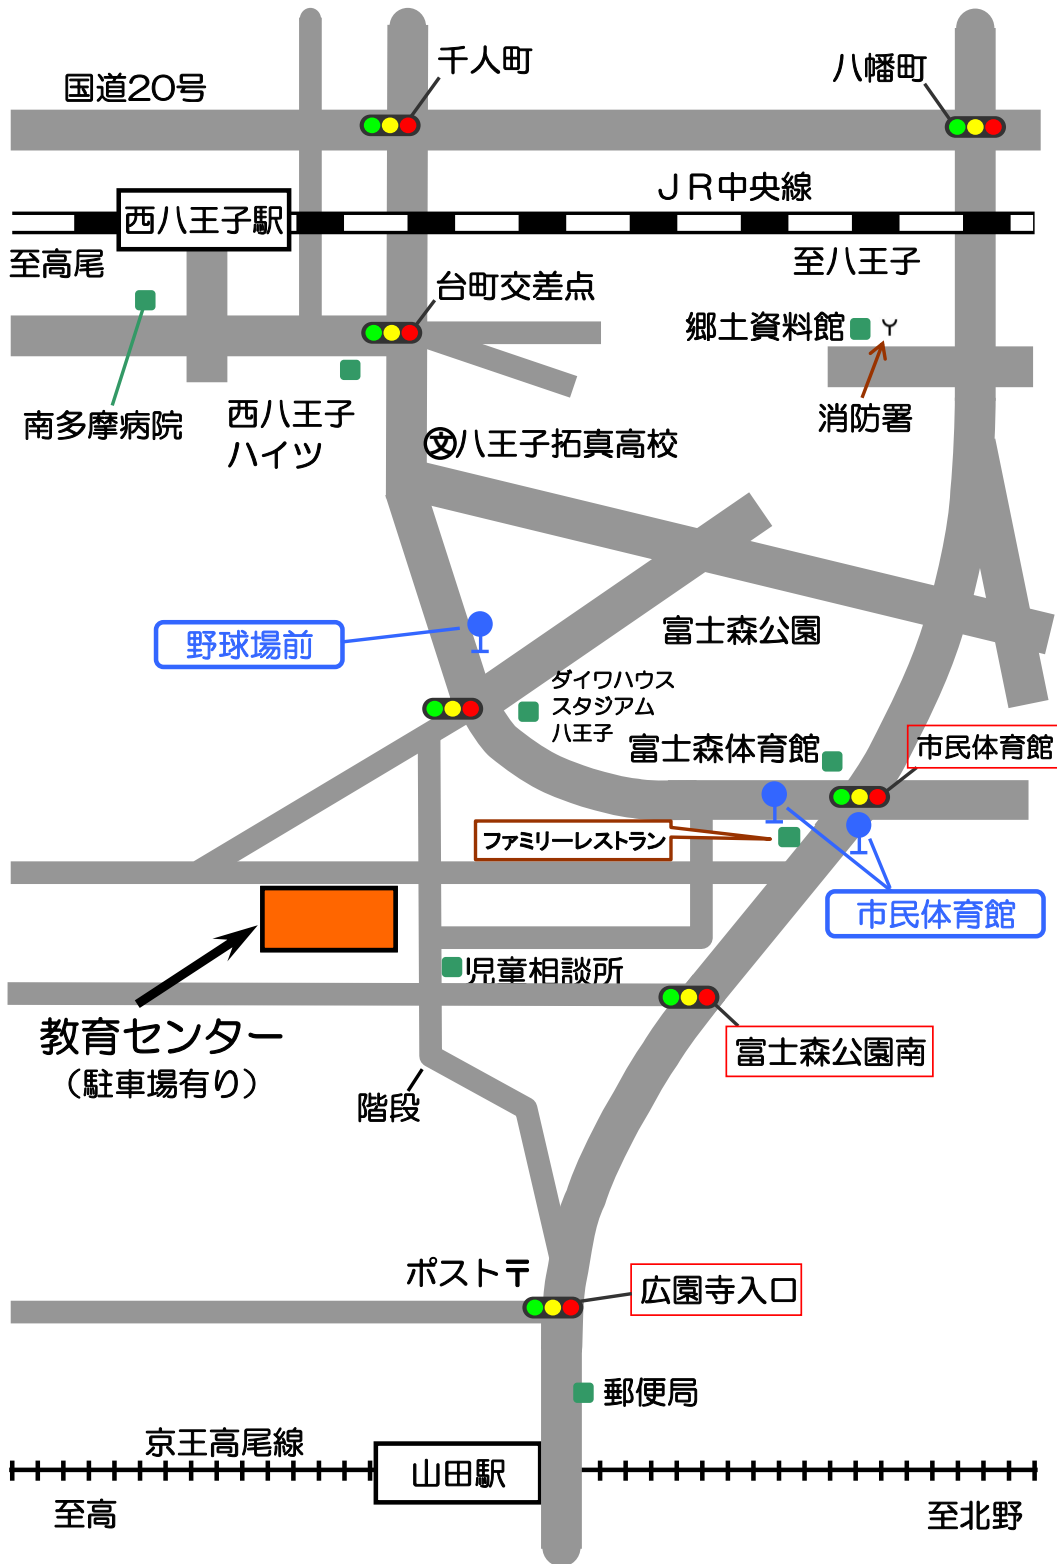 千人町
八幡町
国道20号
JR中央線
西八王子駅
至高尾
至八王子
台町交差点
郷土資料館
消防署
南多摩病院
西八王子
ハイツ
文八王子拓真高校
野球場前
富士森公園
ダイワハウス
スタジアム
八王子
富士森体育館
市民体育館
ファミリーレストラン
市民体育館
児童相談所
教育センター
（駐車場有り）
富士森公園南
階段
ポスト〒
広園寺入口
郵便局
京王高尾線
山田駅
至高
至北野